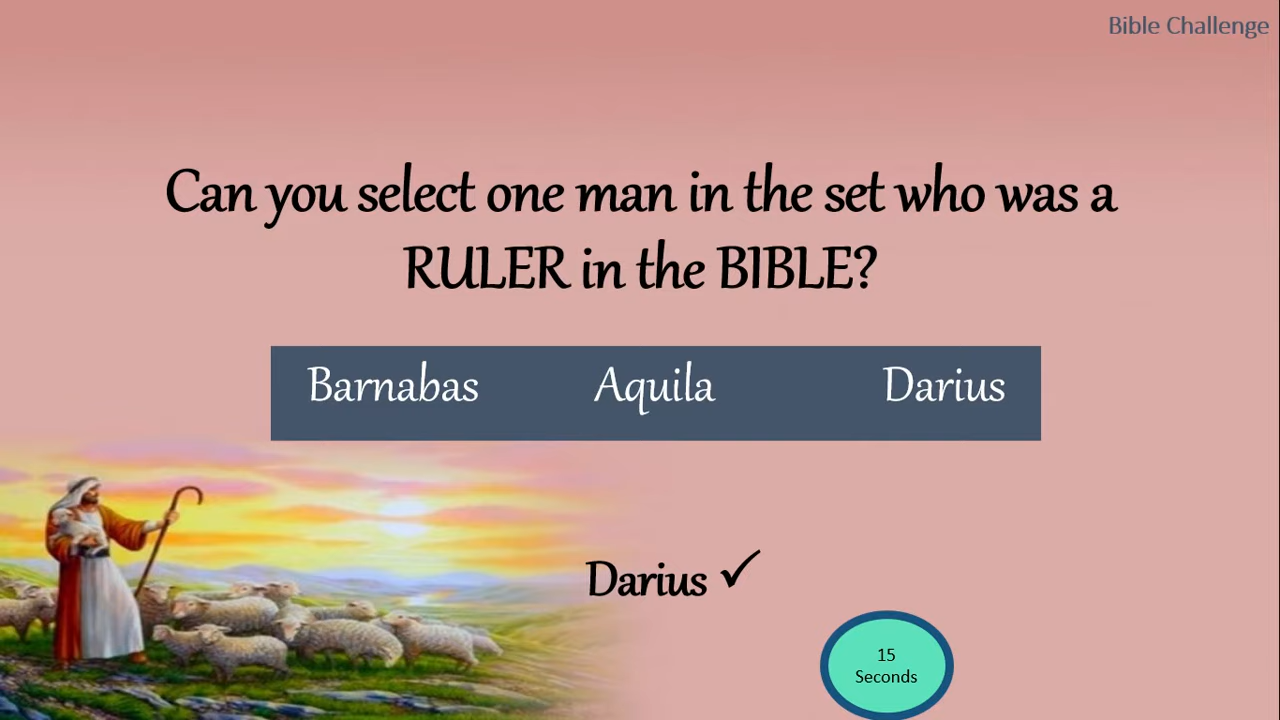 Bible Challenge
Can you select one man in the set who was a
RULER in the BIBLE?
Barnabas Aquila Darius
Darius ✓
15
Seconds